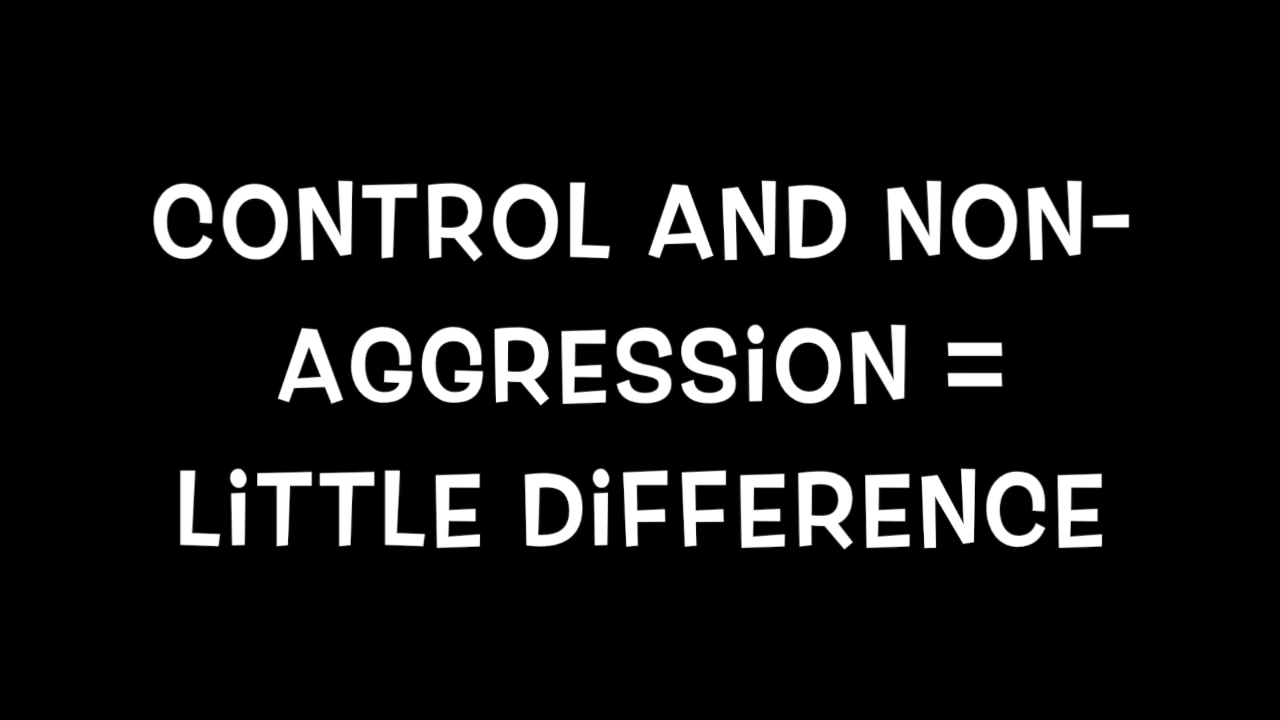 CONTROL AND NON-
AGGRESSION =
LITTLE DIFFERENCE